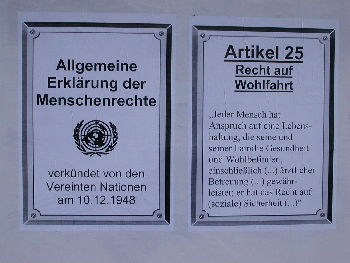 Allgemeine
Erklärung der
Menschenrechte
verkündet von den
Vereinten Nationen
am 10.12.1948
Artikel 25
Recht auf
Wohlfahrt
„Jeder Mensch hat
Anspruch auf eine Lebens-
haltung, die seine und
seiner Familie Gesundheit
und Wohlbefinden,
einschließlich (...) ärztlicher
Betreuung (...) gewähr-
leisten; er hat das Recht auf
(soziale) Sicherheit (...)“